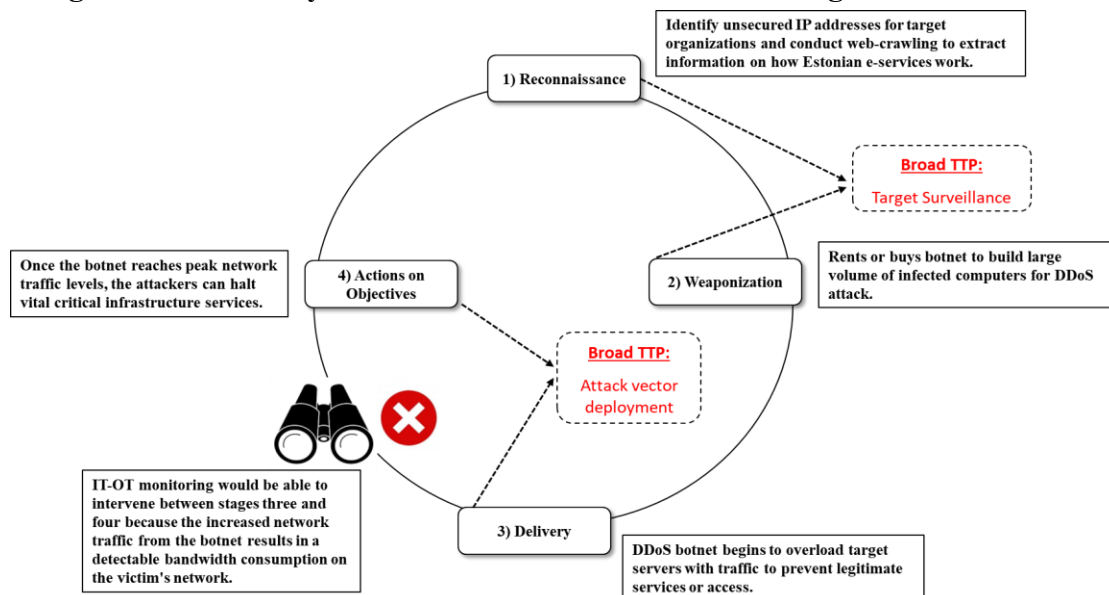 Identify unsecured IP addresses for target
organizations and conduct web-crawling to extract
information on how Estonian e-services work.
1) Reconnaissance
Broad TTP:
Target Surveillance
Once the botnet reaches peak network
traffic levels, the attackers can halt
vital critical infrastructure services.
4) Actions on
Objectives
2) Weaponization
Rents or buys botnet to build large
volume of infected computers for DDoS
attack.
Broad TTP:
Attack vector
deployment
IT-OT monitoring would be able to
intervene between stages three and
four because the increased network
traffic from the botnet results in a
detectable bandwidth consumption on
the victim's network.
3) Delivery
DDoS botnet begins to overload target
servers with traffic to prevent legitimate
services or access.